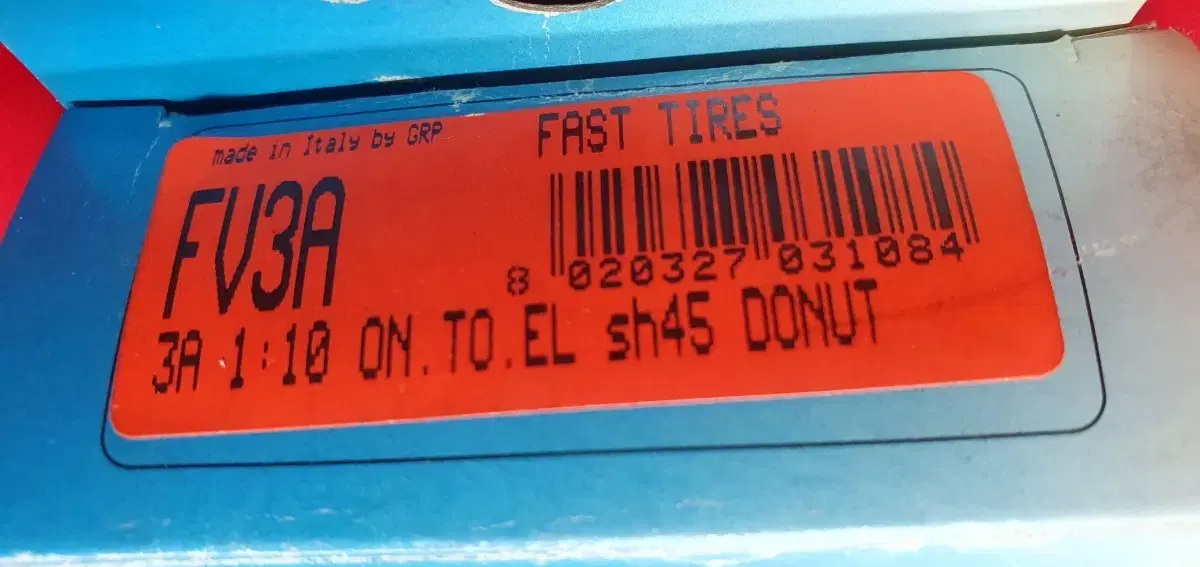 made in Italy by GRP
FAST TIRES
FV3A
8 020327 031084
3A 1:10 ON.TO.EL sh45 DONUT